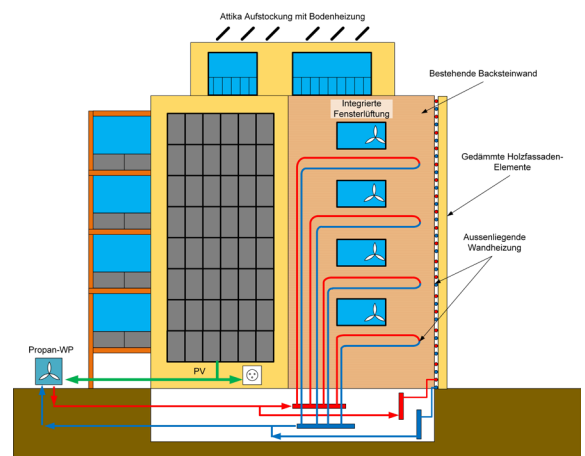 Attika Aufstockung mit Bodenheizung
Bestehende Backsteinwand
Integrierte
Fensterlüftung
Gedämmte Holzfassaden-
Elemente
Aussenliegende
Wandheizung
Propan-WP
PV